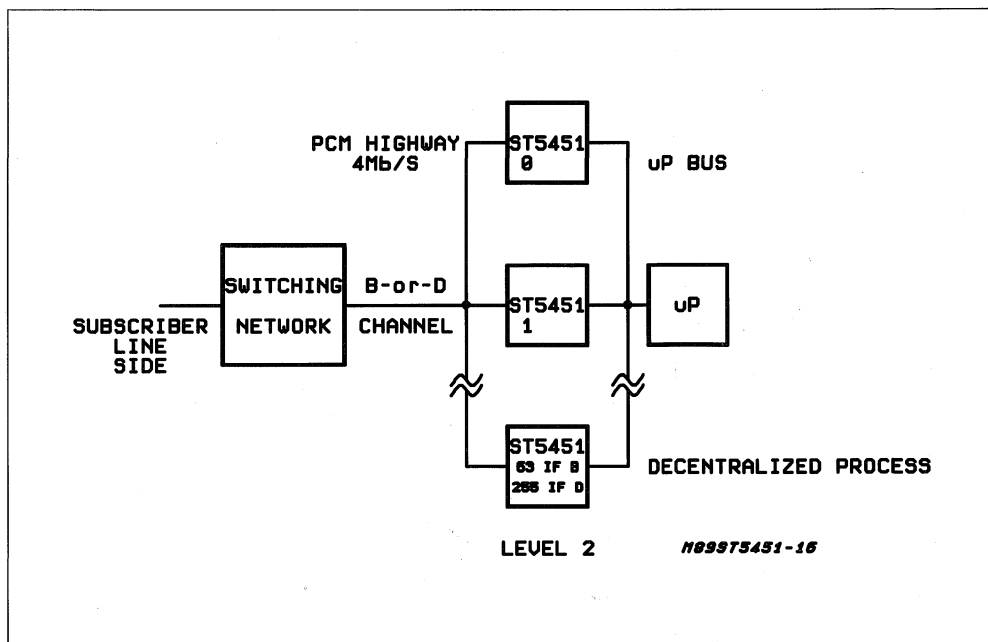 ST5451
0
PCM HIGHWAY
4Mb/S
uP BUS
SWITCHING
NETWORK
B-or-D
CHANNEL
SUBSCRIBER
LINE
SIDE
ST5451
1
uP
ST5451
63 IF B
255 IF D
DECENTRALIZED PROCESS
LEVEL 2
M89ST5451-16